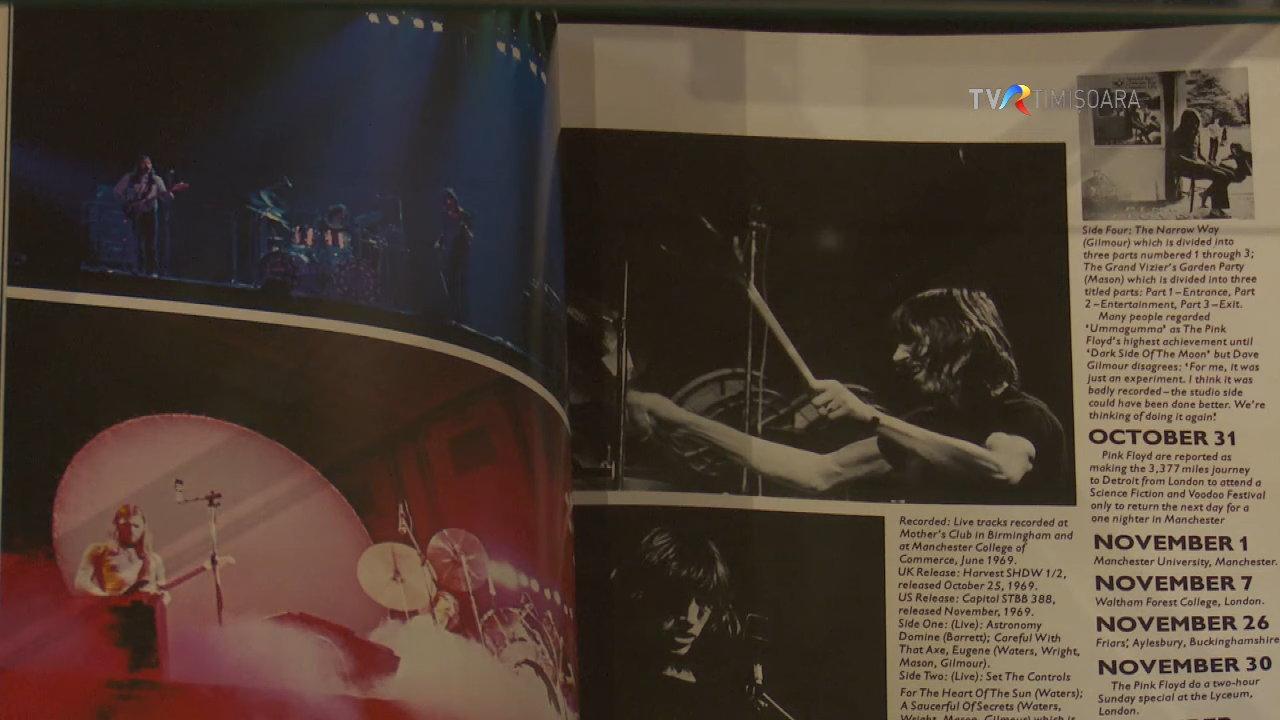 TVR TIMIȘOARA
Recorded: Live tracks recorded at
Mother's Club in Birmingham and
at Manchester College of
Commerce, June 1969.
UK Release: Harvest SHDW 1/2,
released October 25, 1969.
US Release: Capitol STBB 388,
released November, 1969.
Side One: (Live): Astronomy
Domine (Barrett); Careful With
That Axe, Eugene (Waters, Wright,
Mason, Gilmour).
Side Two: (Live): Set The Controls
For The Heart Of The Sun (Waters);
A Saucerful Of Secrets (Waters,
Wright, Mason, Gilmour) which is
Side Four: The Narrow Way
(Gilmour) which is divided into
three parts numbered 1 through 3;
The Grand Vizier's Garden Party
(Mason) which is divided into three
titled parts: Part 1–Entrance, Part
2–Entertainment, Part 3–Exit.
Many people regarded
'Ummagumma' as The Pink
Floyd's highest achievement until
'Dark Side Of The Moon' but Dave
Gilmour disagrees: 'For me, it was
just an experiment. I think it was
badly recorded–the studio side
could have been done better. We're
thinking of doing it again'.
OCTOBER 31
Pink Floyd are reported as
making the 3,377 miles journey
to Detroit from London to attend a
Science Fiction and Voodoo Festival
only to return the next day for a
one nighter in Manchester
NOVEMBER 1
Manchester University, Manchester.
NOVEMBER 7
Waltham Forest College, London.
NOVEMBER 26
Friars', Aylesbury, Buckinghamshire
NOVEMBER 30
The Pink Floyd do a two-hour
Sunday special at the Lyceum,
London.